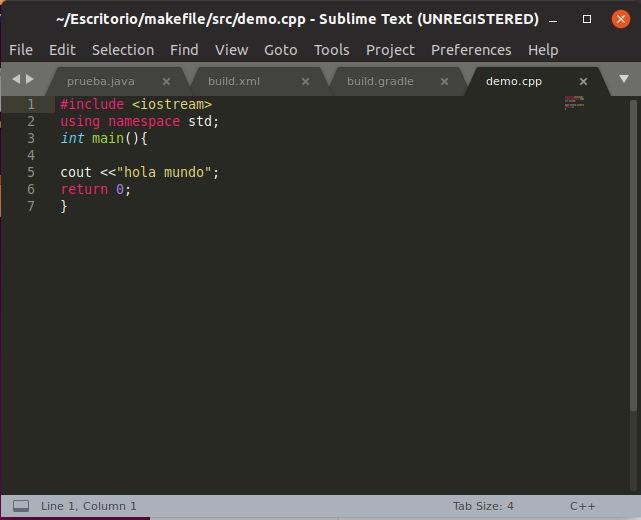 ~/Escritorio/makefile/src/demo.cpp - Sublime Text (UNREGISTERED)
File Edit Selection Find View Goto Tools Project Preferences Help
prueba.java build.xml build.gradle demo.cpp
1 #include <iostream>
2 using namespace std;
3 int main(){
4
5 cout <<"hola mundo";
6 return 0;
7 }
Line 1, Column 1 Tab Size: 4 C++